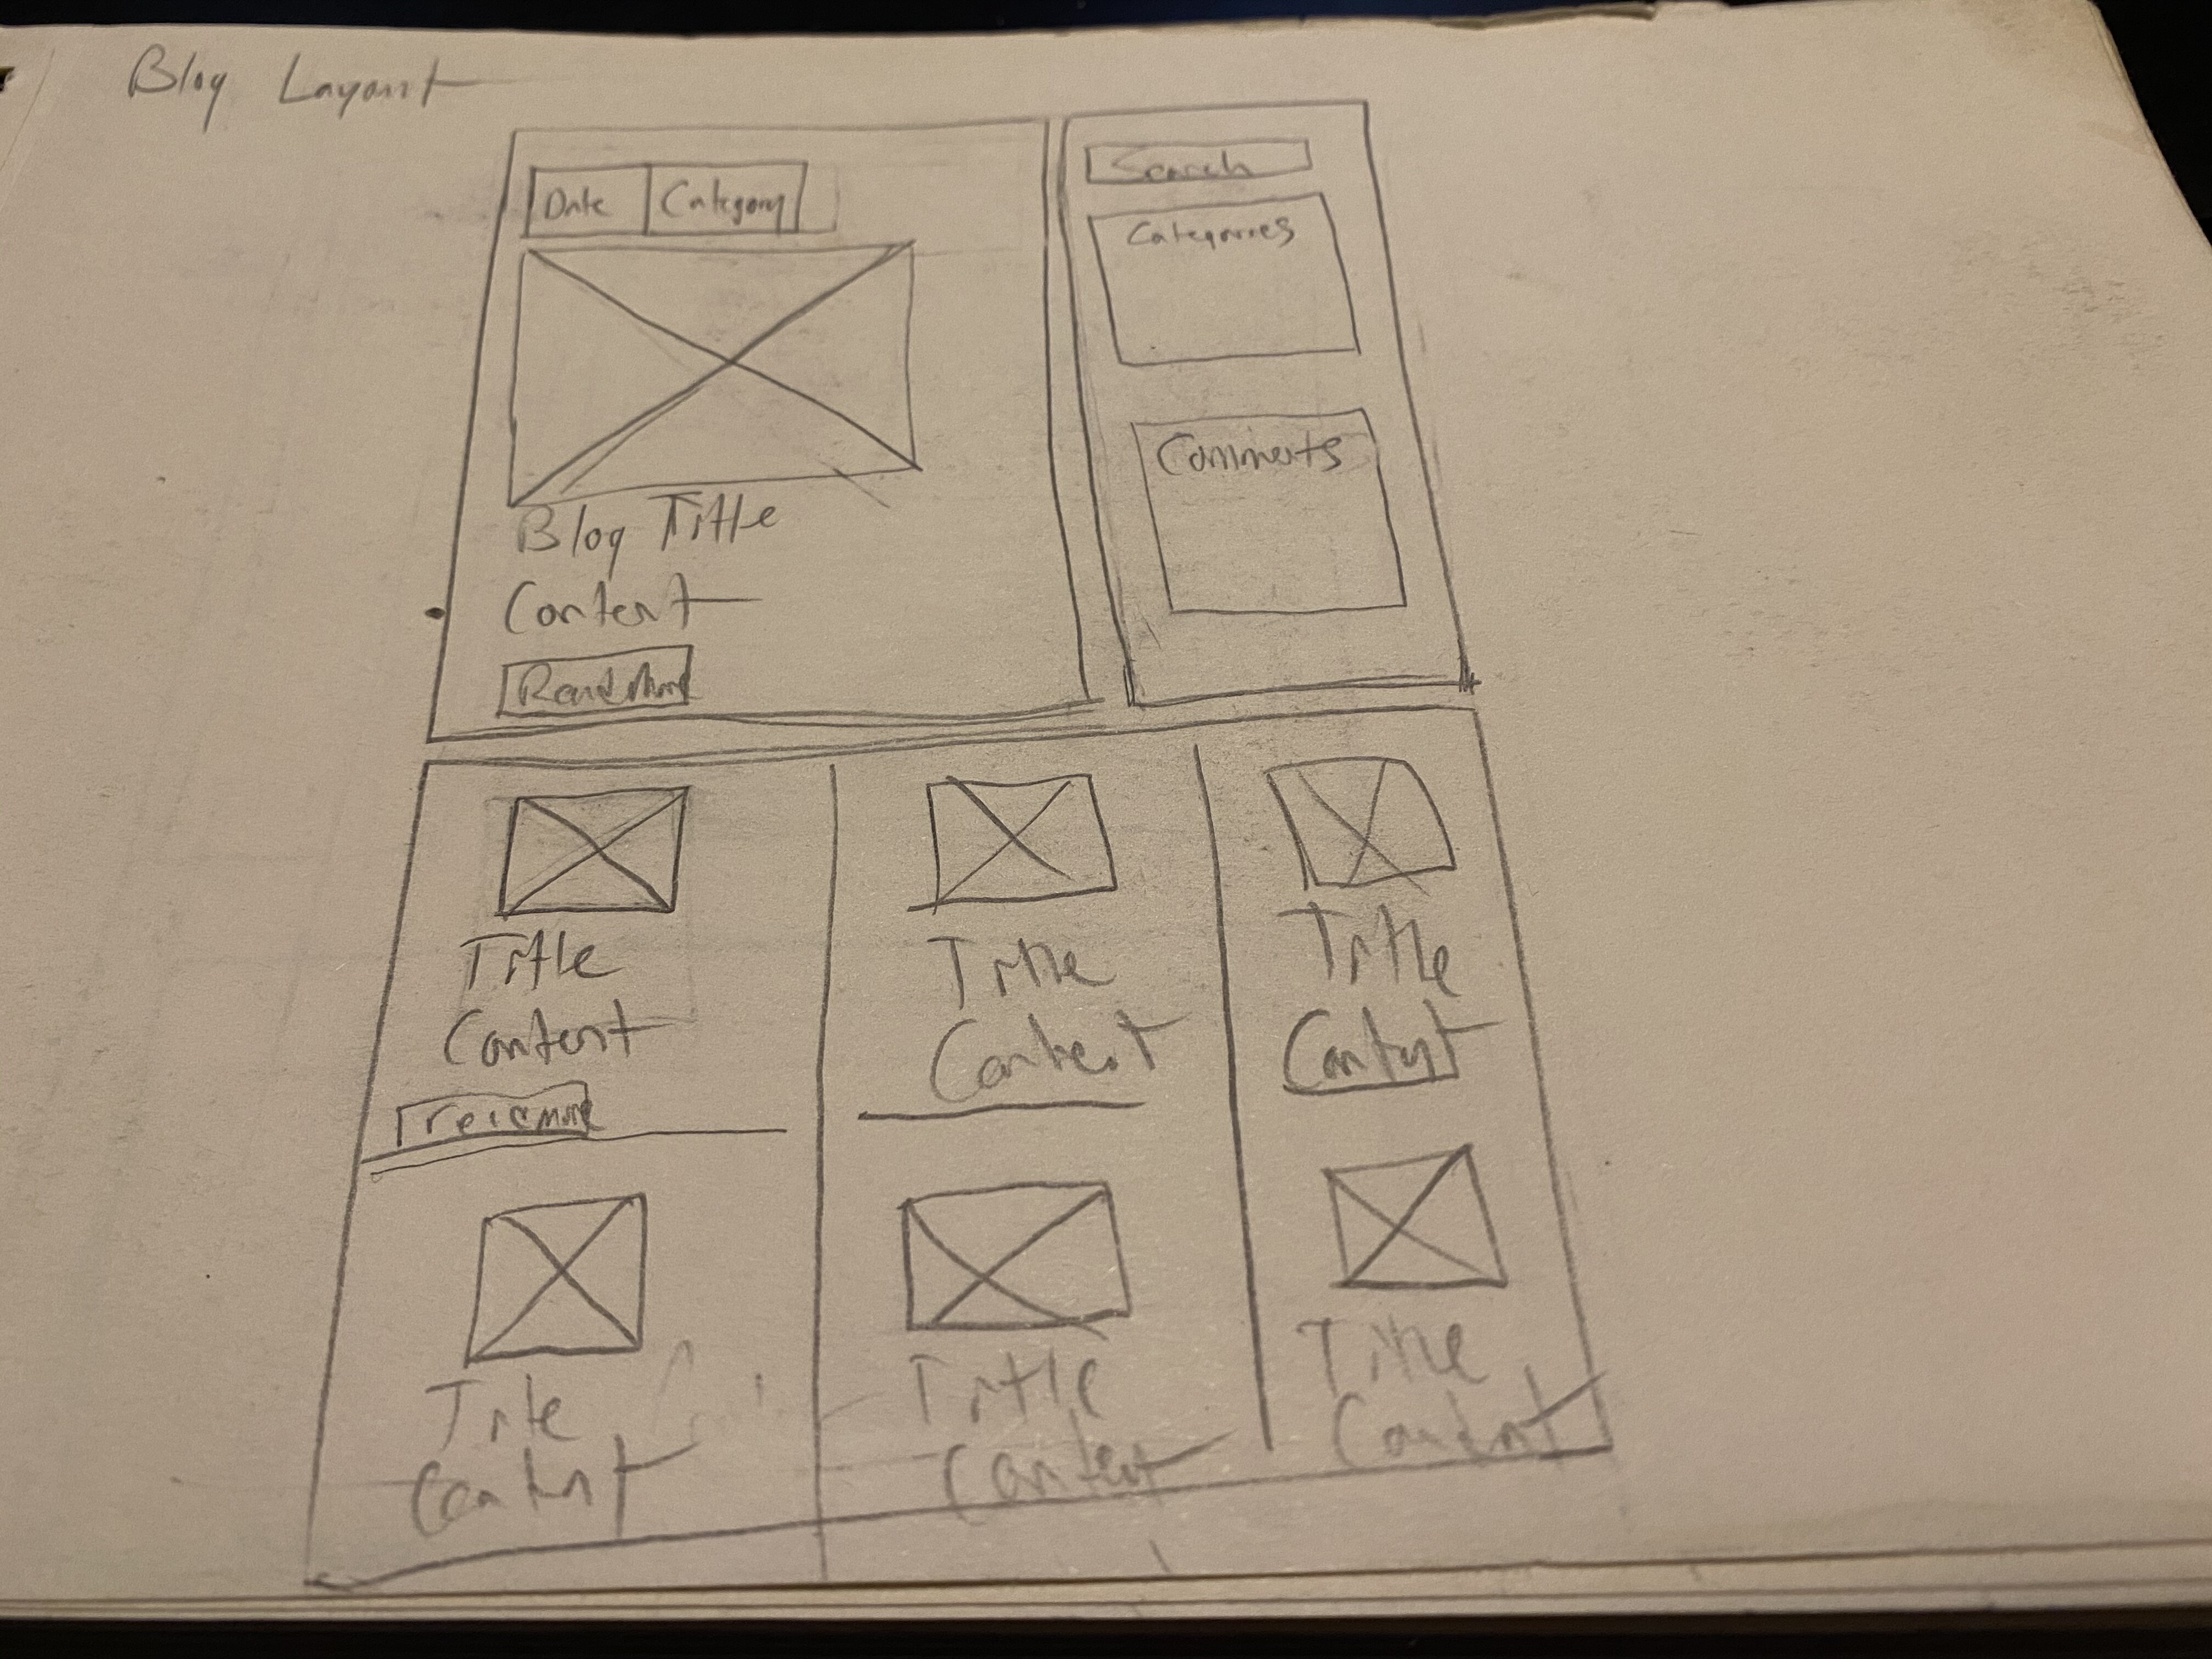 Blog Layout
Date Category
Search
Categories
Comments
Blog Title
Content
Read More
Title
Content
Title
Content
Title
Content
Title
Content
Title
Content
Title
Content